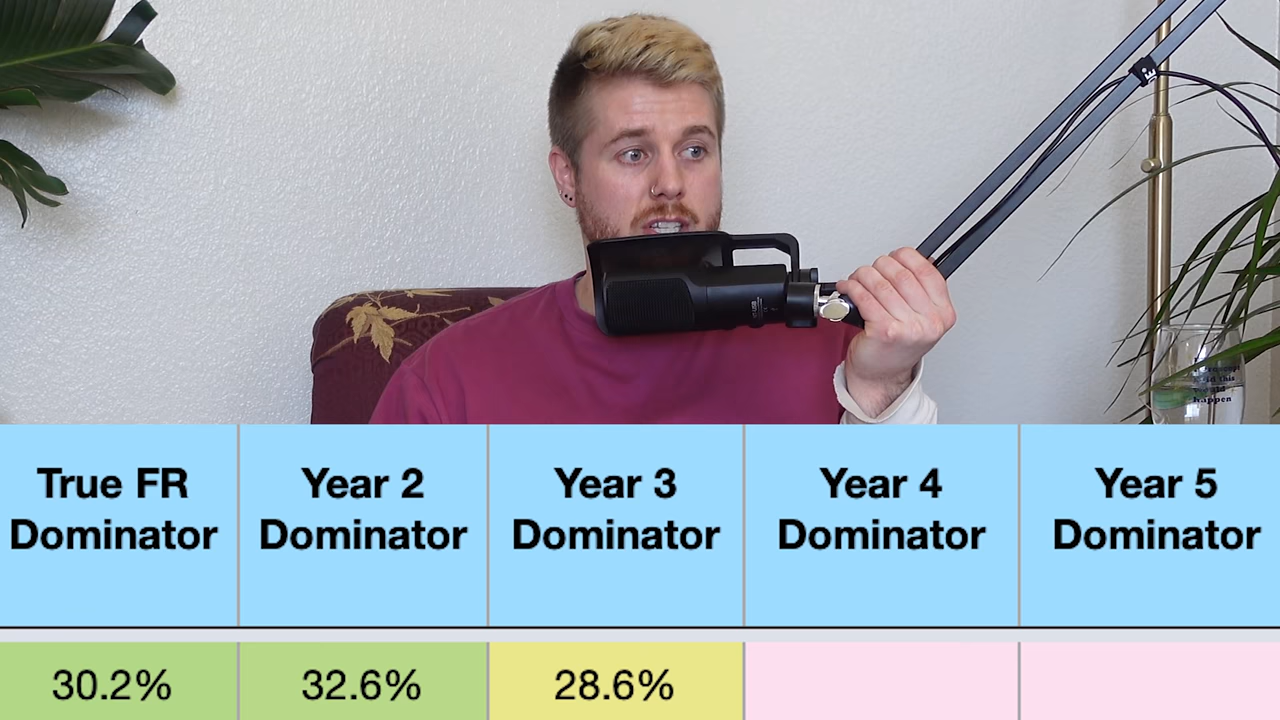 happen
True FR
Dominator
Year 2
Dominator
Year 3
Dominator
Year 4
Dominator
Year 5
Dominator
30.2%
32.6%
28.6%